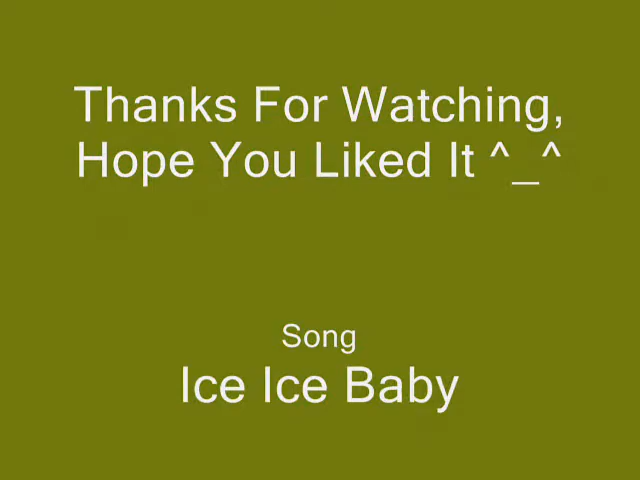 Thanks For Watching,
Hope You Liked It ^_^
Song
Ice Ice Baby